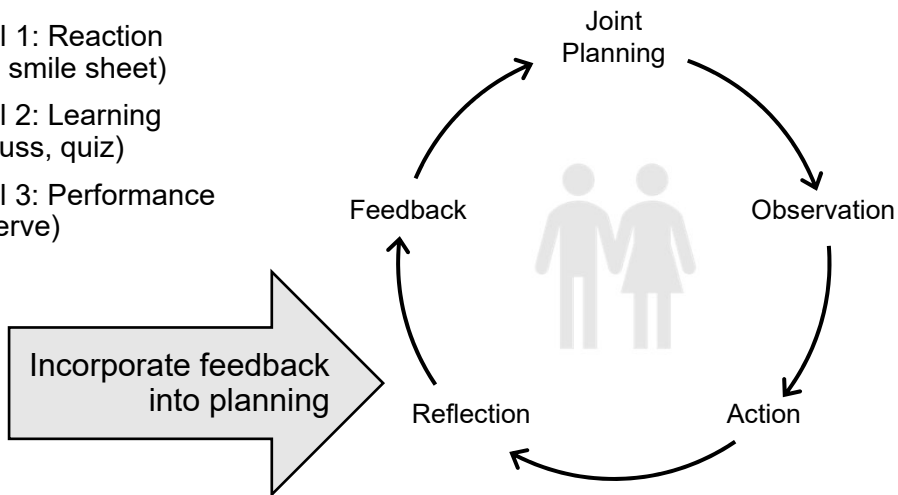 l 1: Reaction
smile sheet)
l 2: Learning
uss, quiz)
l 3: Performance
erve)
Incorporate feedback
into planning
Joint
Planning
Observation
Action
Reflection
Feedback